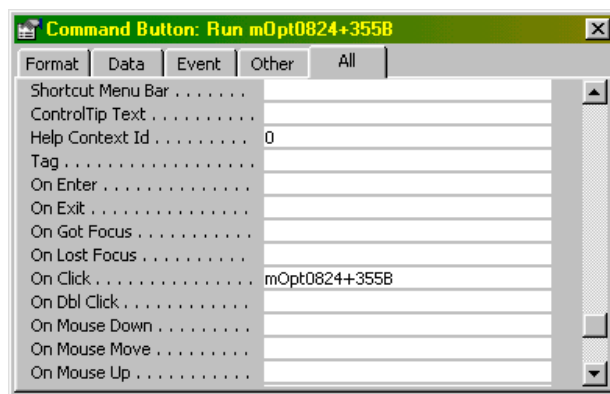 Command Button: Run mOpt0824+355B
Format Data Event Other All
Shortcut Menu Bar . . . . . . .
ControlTip Text . . . . . . . . . .
Help Context Id . . . . . . . . . 0
Tag . . . . . . . . . . . . . . . . . .
On Enter . . . . . . . . . . . . . .
On Exit . . . . . . . . . . . . . . .
On Got Focus . . . . . . . . . . .
On Lost Focus . . . . . . . . . . .
On Click . . . . . . . . . . . . . . . mOpt0824+355B
On Dbl Click . . . . . . . . . . . .
On Mouse Down . . . . . . . . .
On Mouse Move . . . . . . . . .
On Mouse Up . . . . . . . . . . .